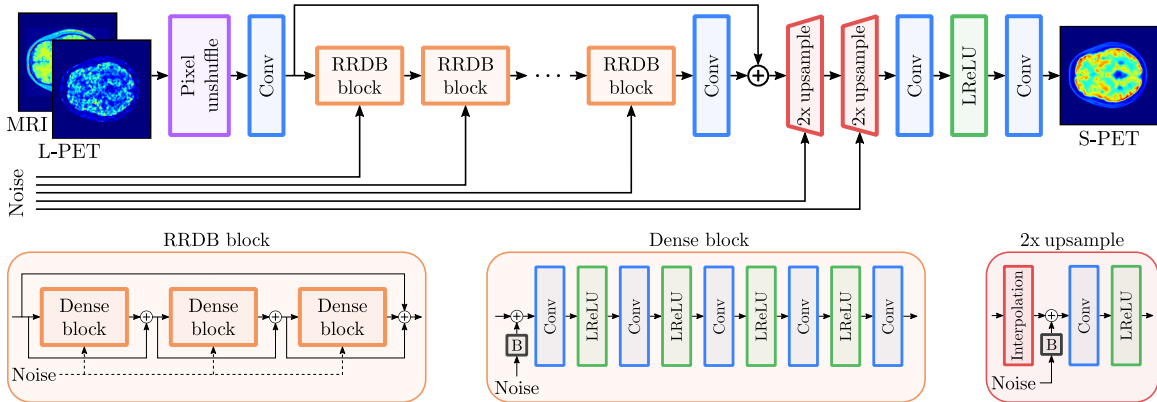 MRI
L-PET
Pixel
unshuffle
Conv
RRDB
block
RRDB
block
RRDB
block
Conv
2x upsample
2x upsample
Conv
LReLU
Conv
S-PET
Noise
RRDB block
Dense
block
Dense
block
Dense
block
Noise
Dense block
B
Noise
Conv
LReLU
Conv
LReLU
Conv
LReLU
Conv
LReLU
Conv
2x upsample
Interpolation
B
Noise
Conv
LReLU